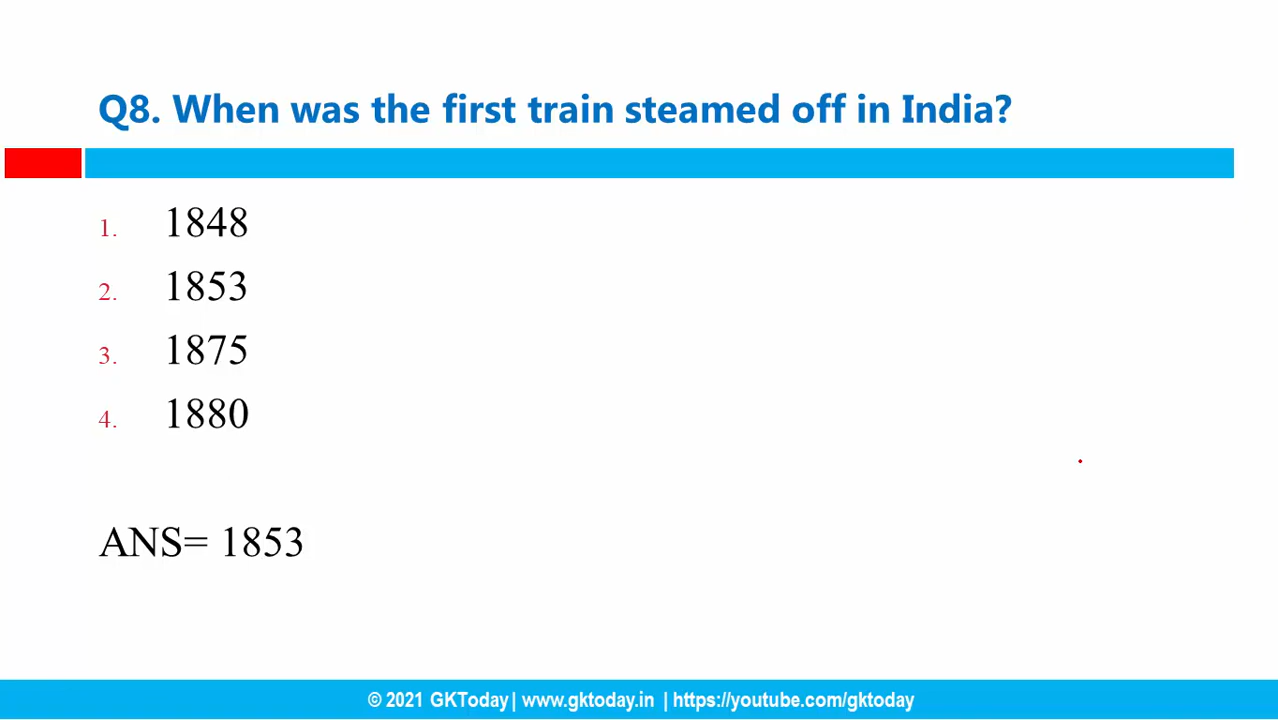 Q8. When was the first train steamed off in India?
1. 1848
2. 1853
3. 1875
4. 1880
ANS= 1853
© 2021 GKToday| www.gktoday.in | https://youtube.com/gktoday